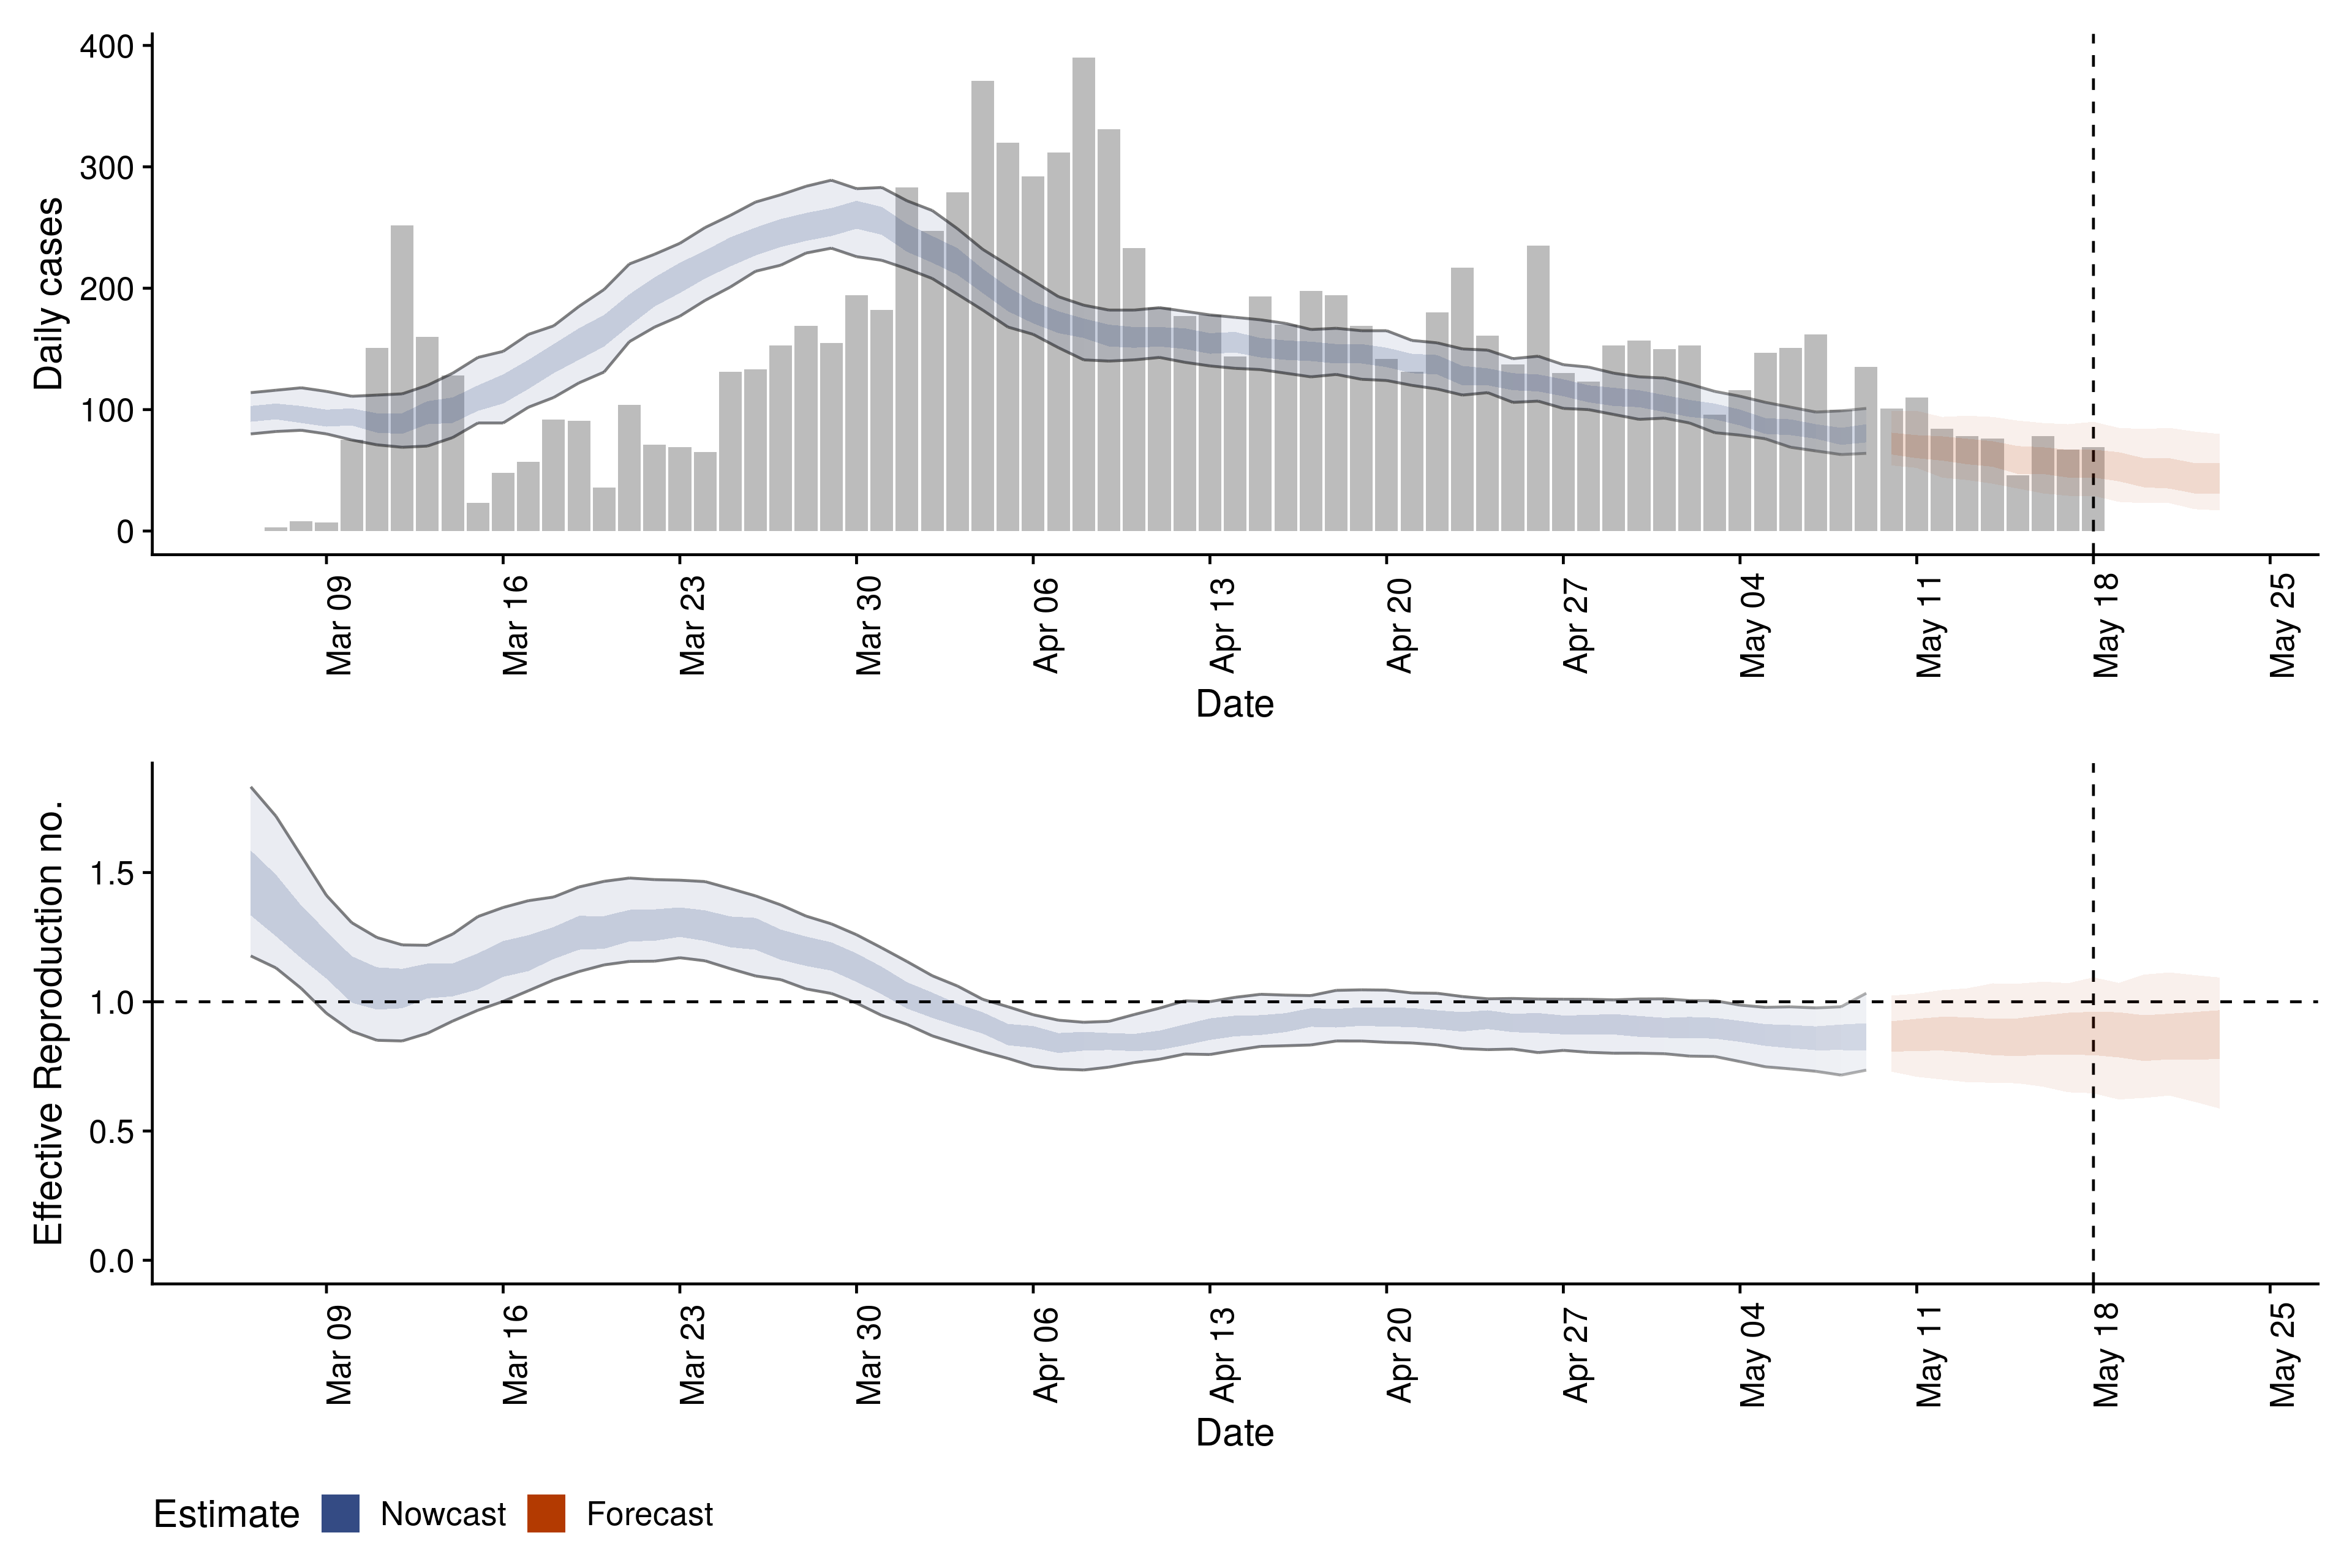 Daily cases
400
300
200
100
0
Mar 09
Mar 16
Mar 23
Mar 30
Apr 06
Apr 13
Apr 20
Apr 27
May 04
May 11
May 18
May 25
Date
Effective Reproduction no.
1.5
1.0
0.5
0.0
Mar 09
Mar 16
Mar 23
Mar 30
Apr 06
Apr 13
Apr 20
Apr 27
May 04
May 11
May 18
May 25
Date
Estimate Nowcast Forecast